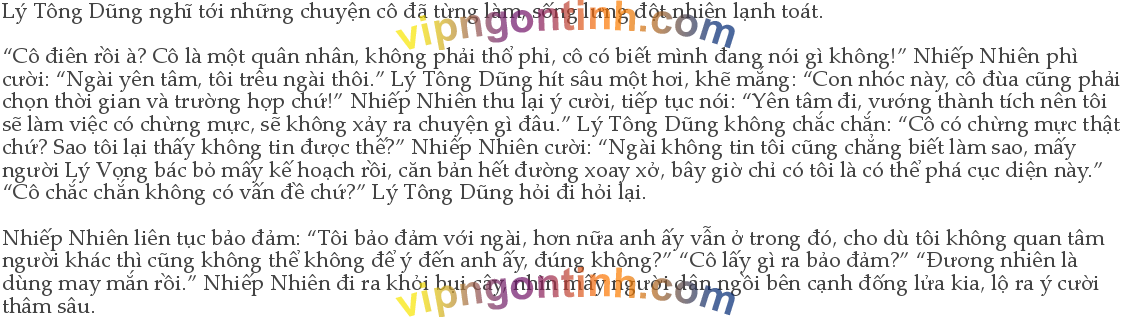 Lý Tông Dũng nghĩ tới những chuyện cô đã từng làm, sống lưng đột nhiên lạnh toát.
vipngontinh.com
“Cô điên rồi à? Cô là một quân nhân, không phải thổ phỉ, cô có biết mình đang nói gì không!” Nhiếp Nhiên phì
cười: “Ngài yên tâm, tôi trêu ngài thôi.” Lý Tông Dũng hít sâu một hơi, khẽ mắng: “Con nhóc này, cô đùa cũng phải
chọn thời gian và trường hợp chứ!” Nhiếp Nhiên thu lại ý cười, tiếp tục nói: “Yên tâm đi, vướng thành tích nên tôi
sẽ làm việc có chừng mực, sẽ không xảy ra chuyện gì đâu.” Lý Tông Dũng không chắc chắn: “Cô có chừng mực thật
chứ? Sao tôi lại thấy không tin được thế?” Nhiếp Nhiên cười: “Ngài không tin tôi cũng chẳng biết làm sao, mấy
người Lý Vọng bác bỏ mấy kế hoạch rồi, căn bản hết đường xoay xở, bây giờ chỉ có tôi là có thể phá cục diện này.”
“Cô chắc chắn không có vấn đề chứ?” Lý Tông Dũng hỏi đi hỏi lại.
Nhiếp Nhiên liên tục bảo đảm: “Tôi bảo đảm với ngài, hơn nữa anh ấy vẫn ở trong đó, cho dù tôi không quan tâm
người khác thì cũng không thể không để ý đến anh ấy, đúng không?” “Cô lấy gì ra bảo đảm?” “Đương nhiên là
dùng may mắn rồi.” Nhiếp Nhiên đi ra khỏi bụi cây, nhìn mấy người dân ngồi bên cạnh đống lửa kia, lộ ra ý cười
vipngontinh.com
thâm sâu.